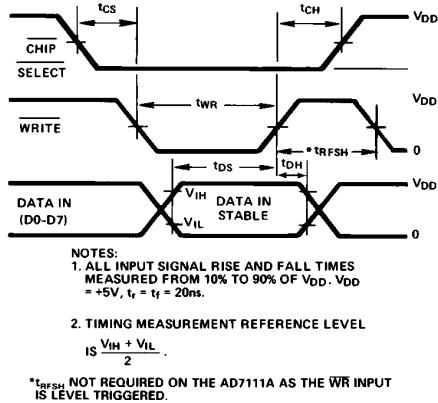 tCS
tCH
VDD
CHIP
SELECT
tWR
VDD
WRITE
*tRFSH
0
tDS
tDH
VDD
VIH
DATA IN
(D0-D7)
DATA IN
STABLE
VIL
0
NOTES:
1. ALL INPUT SIGNAL RISE AND FALL TIMES
MEASURED FROM 10% TO 90% OF VDD. VDD
= +5V, tr = tf = 20ns.
2. TIMING MEASUREMENT REFERENCE LEVEL
IS VIH + VIL
2 .
*tRFSH NOT REQUIRED ON THE AD7111A AS THE WR INPUT
IS LEVEL TRIGGERED.